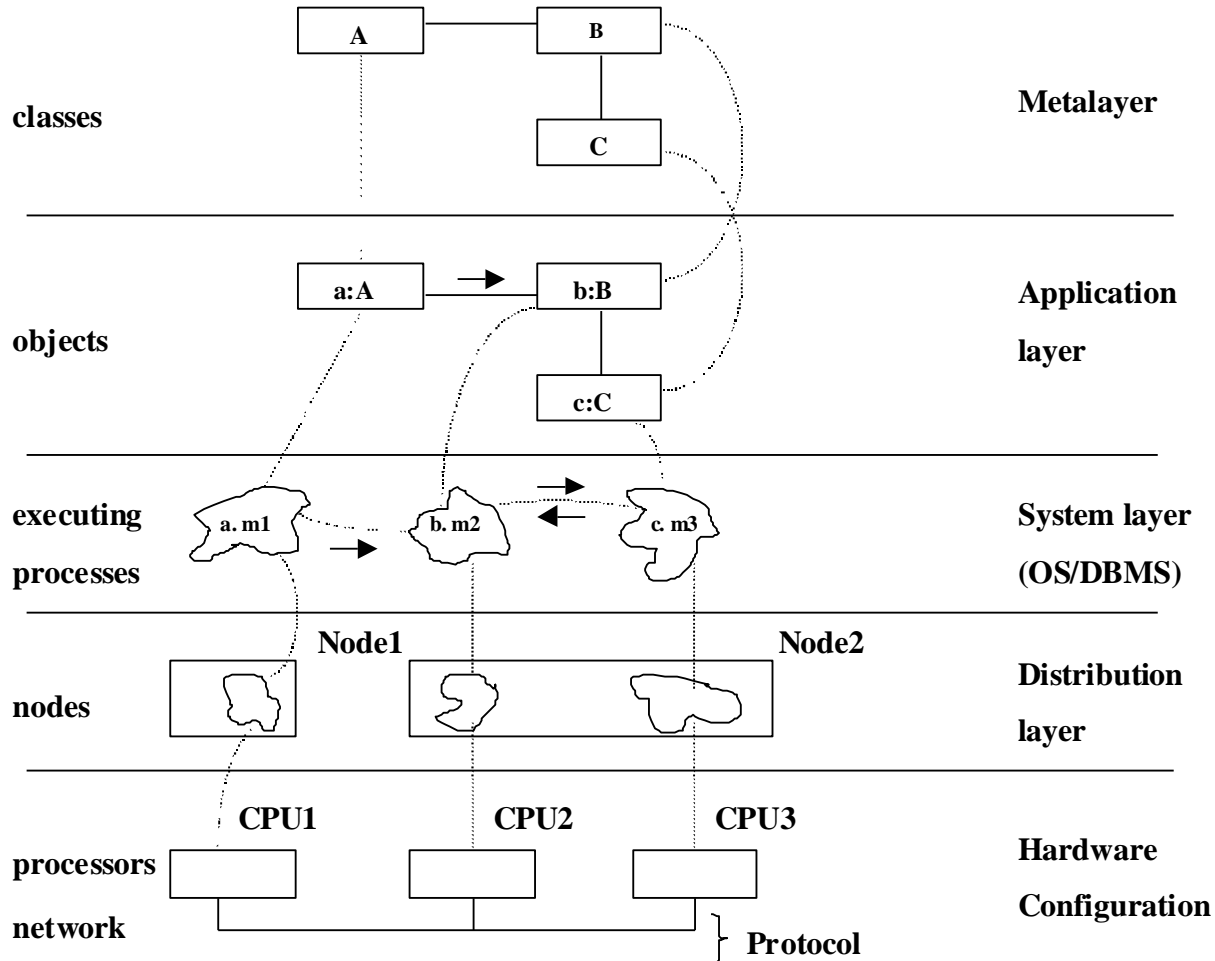 A
B
classes
Metalayer
C
a:A
b:B
Application
layer
objects
c:C
executing
processes
a. m1
b. m2
c. m3
System layer
(OS/DBMS)
Node1
Node2
nodes
Distribution
layer
CPU1
CPU2
CPU3
processors
network
Hardware
Configuration
Protocol